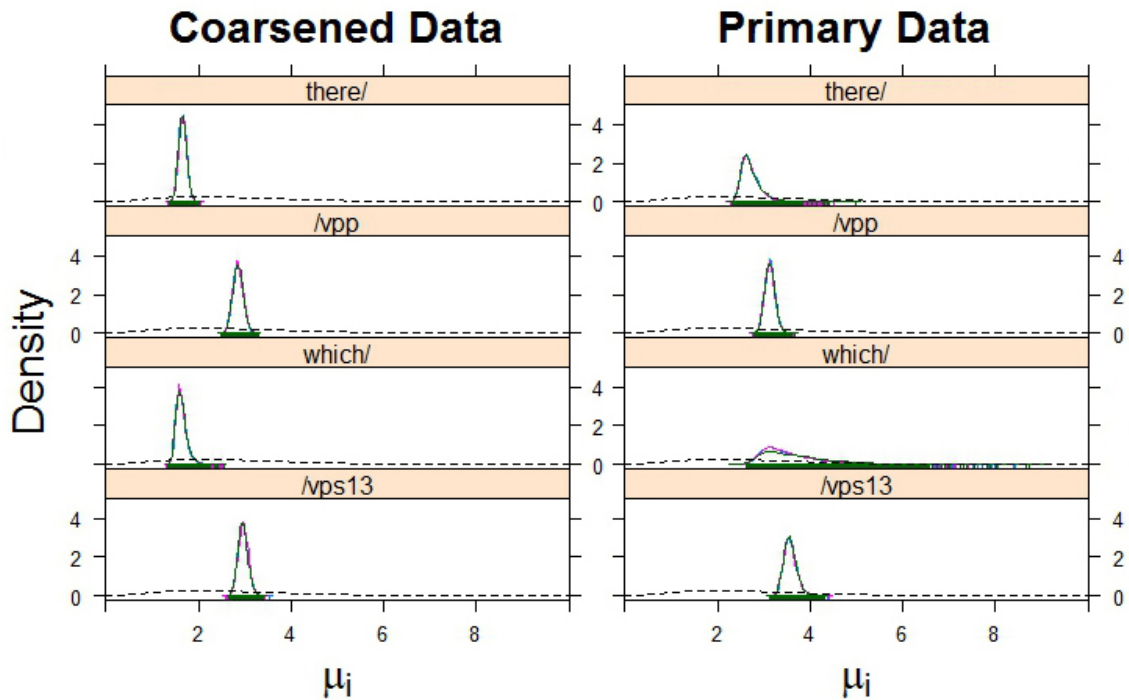 Coarsened Data Primary Data
there/ there/
4
2
0
/vpp /vpp
4 4
2 2
0 0
which/ which/
4
2
0
/vps13 /vps13
4 4
2 2
0 0
2 4 6 8 2 4 6 8
μi μi
Density